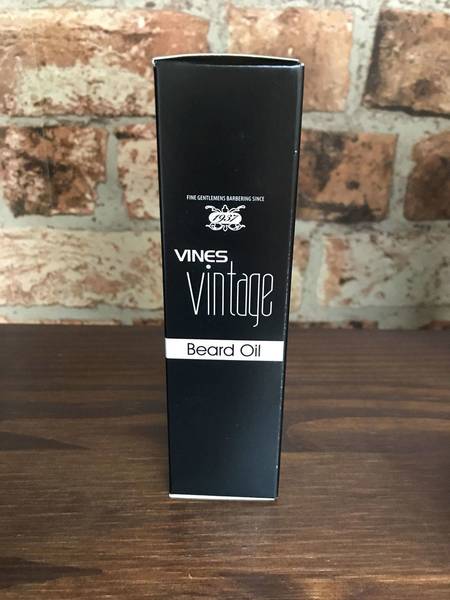 FINE GENTLEMENS BARBERING SINCE
1937
VINES
vintage
Beard Oil